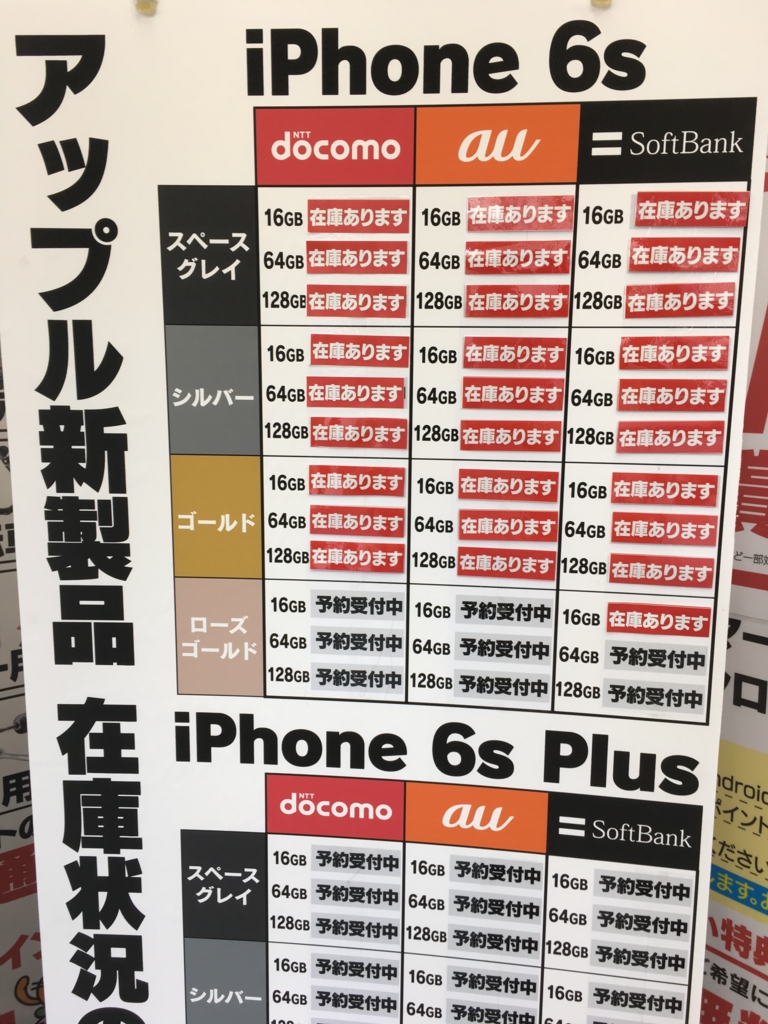 アップル新製品 在庫状況の
iPhone 6s
NTT docomo au SoftBank
スペースグレイ
16GB 在庫あります 16GB 在庫あります 16GB 在庫あります
64GB 在庫あります 64GB 在庫あります 64GB 在庫あります
128GB 在庫あります 128GB 在庫あります 128GB 在庫あります
シルバー
16GB 在庫あります 16GB 在庫あります 16GB 在庫あります
64GB 在庫あります 64GB 在庫あります 64GB 在庫あります
128GB 在庫あります 128GB 在庫あります 128GB 在庫あります
ゴールド
16GB 在庫あります 16GB 在庫あります 16GB 在庫あります
64GB 在庫あります 64GB 在庫あります 64GB 在庫あります
128GB 在庫あります 128GB 在庫あります 128GB 在庫あります
ローズゴールド
16GB 予約受付中 16GB 予約受付中 16GB 在庫あります
64GB 予約受付中 64GB 予約受付中 64GB 予約受付中
128GB 予約受付中 128GB 予約受付中 128GB 予約受付中
iPhone 6s Plus
NTT docomo au SoftBank
スペースグレイ
16GB 予約受付中 16GB 予約受付中 16GB 予約受付中
64GB 予約受付中 64GB 予約受付中 64GB 予約受付中
128GB 予約受付中 128GB 予約受付中 128GB 予約受付中
シルバー
16GB 予約受付中 16GB 予約受付中 16GB 予約受付中
64GB 予約受付中 64GB 予約受付中